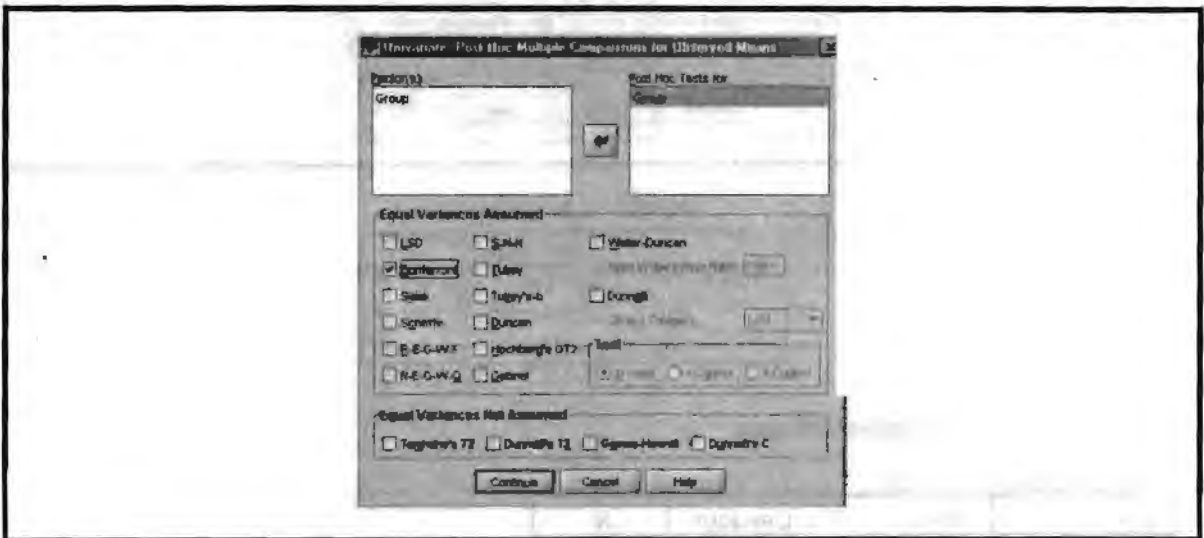 Univariate: Post Hoc Multiple Comparisons for Observed Means
Factor(s)
Post Hoc Tests for
Group
Group
Equal Variances Assumed
LSD
S-N-K
Waller-Duncan
Bonferroni
Tukey
Sidak
Tukey's-b
Dunnett
Scheffe
Duncan
R-E-G-W-F
Hochberg's GT2
Test
R-E-G-W-Q
Gabriel
Equal Variances Not Assumed
Tamhane's T2
Dunnett's T3
Games-Howell
Dunnett's C
Continue
Cancel
Help